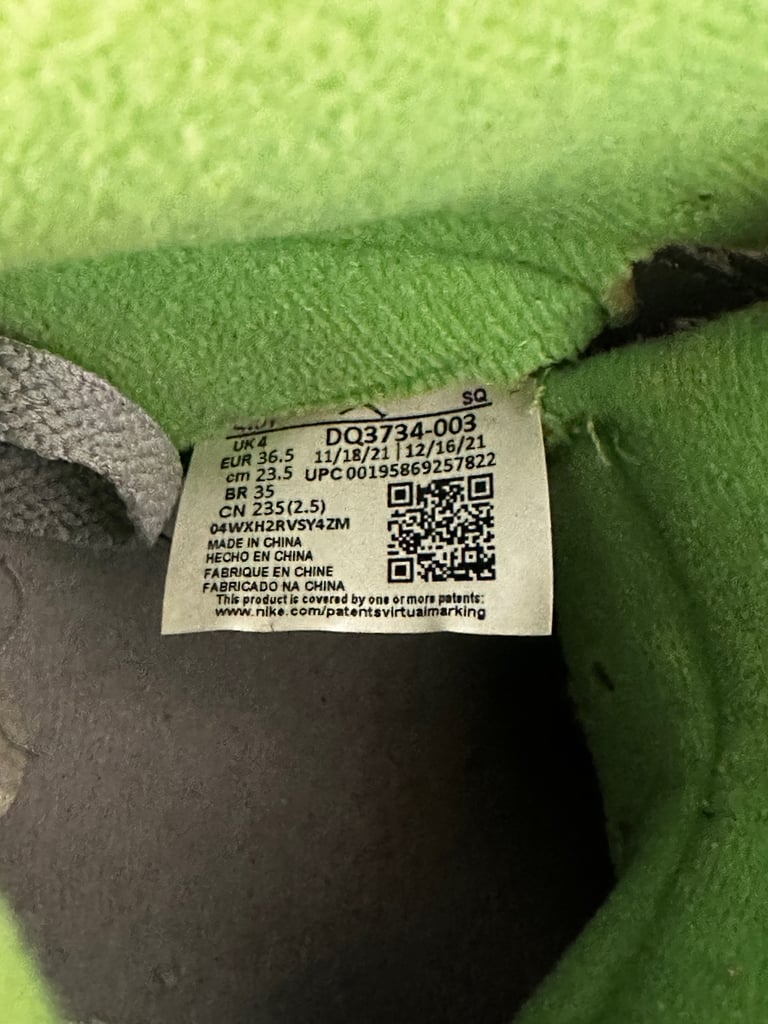 SQ
UK 4 DQ3734-003
EUR 36.5 11/18/21 | 12/16/21
cm 23.5 UPC 00195869257822
BR 35
CN 235(2.5)
04WXH2RVSY4ZM
MADE IN CHINA
HECHO EN CHINA
FABRIQUE EN CHINE
FABRICADO NA CHINA
This product is covered by one or more patents:
www.nike.com/patentsvirtualmarking